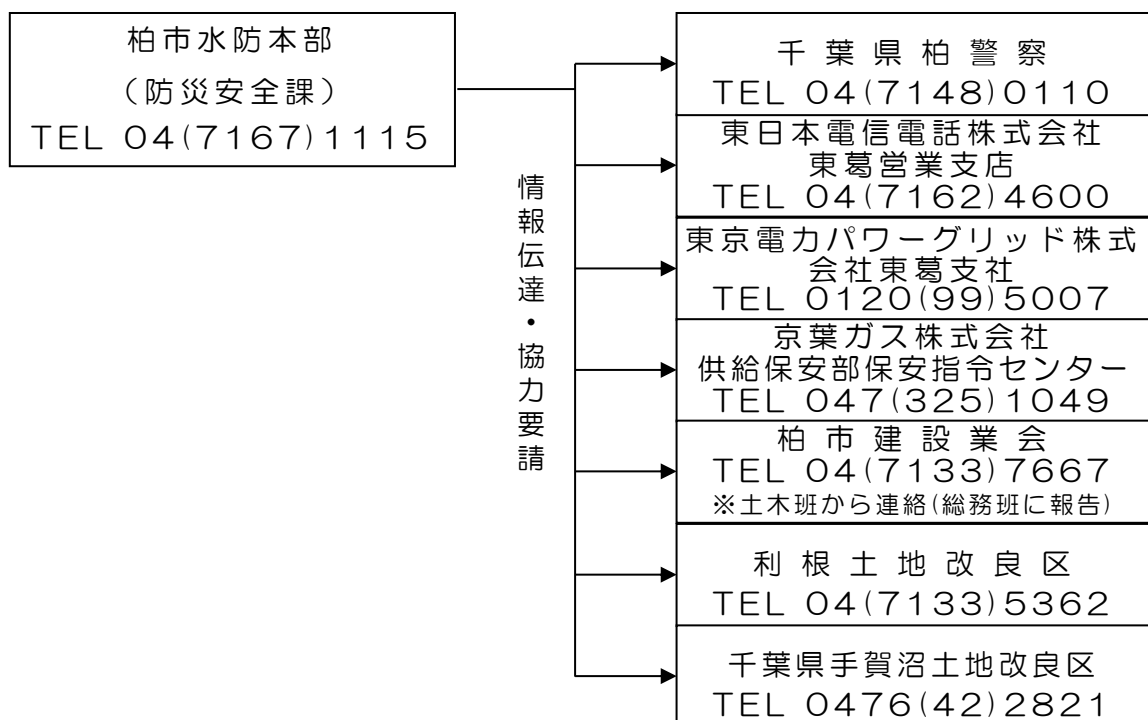 柏市水防本部
（防災安全課）
TEL 04(7167)1115
情報伝達・協力要請
千葉県柏警察
TEL 04(7148)0110
東日本電信電話株式会社
東葛営業支店
TEL 04(7162)4600
東京電力パワーグリッド株式
会社東葛支社
TEL 0120(99)5007
京葉ガス株式会社
供給保安部保安指令センター
TEL 047(325)1049
柏市建設業会
TEL 04(7133)7667
※土木班から連絡(総務班に報告)
利根土地改良区
TEL 04(7133)5362
千葉県手賀沼土地改良区
TEL 0476(42)2821